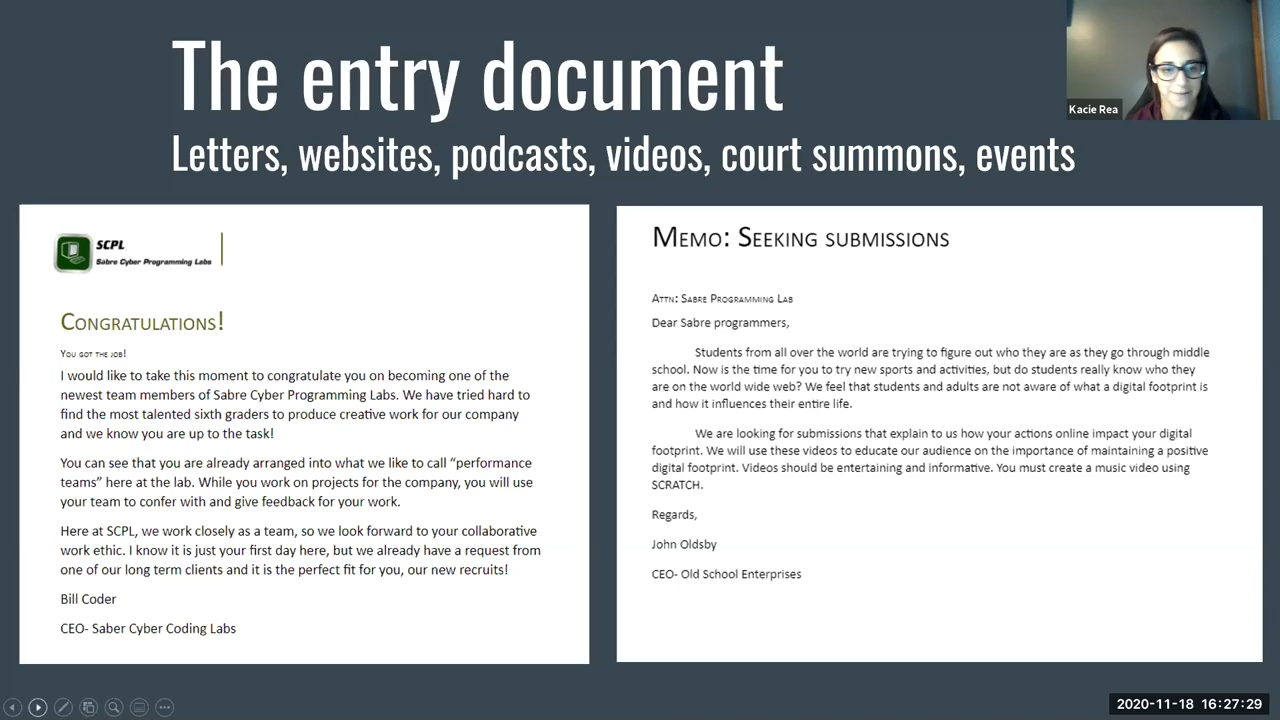 The entry document
Letters, websites, podcasts, videos, court summons, events
Kacie Rea
SCPL
Sabre Cyber Programming Labs
Congratulations!
You got the job!
I would like to take this moment to congratulate you on becoming one of the
newest team members of Sabre Cyber Programming Labs. We have tried hard to
find the most talented sixth graders to produce creative work for our company
and we know you are up to the task!
You can see that you are already arranged into what we like to call “performance
teams” here at the lab. While you work on projects for the company, you will use
your team to confer with and give feedback for your work.
Here at SCPL, we work closely as a team, so we look forward to your collaborative
work ethic. I know it is just your first day here, but we already have a request from
one of our long term clients and it is the perfect fit for you, our new recruits!
Bill Coder
CEO- Saber Cyber Coding Labs
Memo: Seeking submissions
Attn: Sabre Programming Lab
Dear Sabre programmers,
Students from all over the world are trying to figure out who they are as they go through middle
school. Now is the time for you to try new sports and activities, but do students really know who they
are on the world wide web? We feel that students and adults are not aware of what a digital footprint is
and how it influences their entire life.
We are looking for submissions that explain to us how your actions online impact your digital
footprint. We will use these videos to educate our audience on the importance of maintaining a positive
digital footprint. Videos should be entertaining and informative. You must create a music video using
SCRATCH.
Regards,
John Oldsby
CEO- Old School Enterprises
2020-11-18 16:27:29